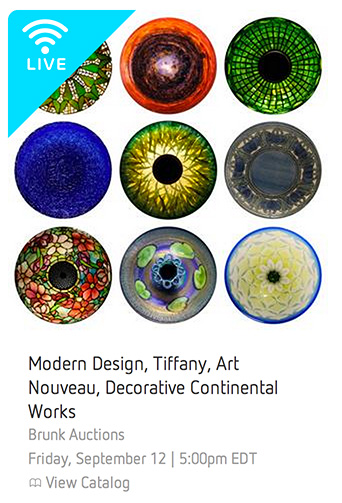 LIVE
Modern Design, Tiffany, Art
Nouveau, Decorative Continental
Works
Brunk Auctions
Friday, September 12 | 5:00pm EDT
View Catalog